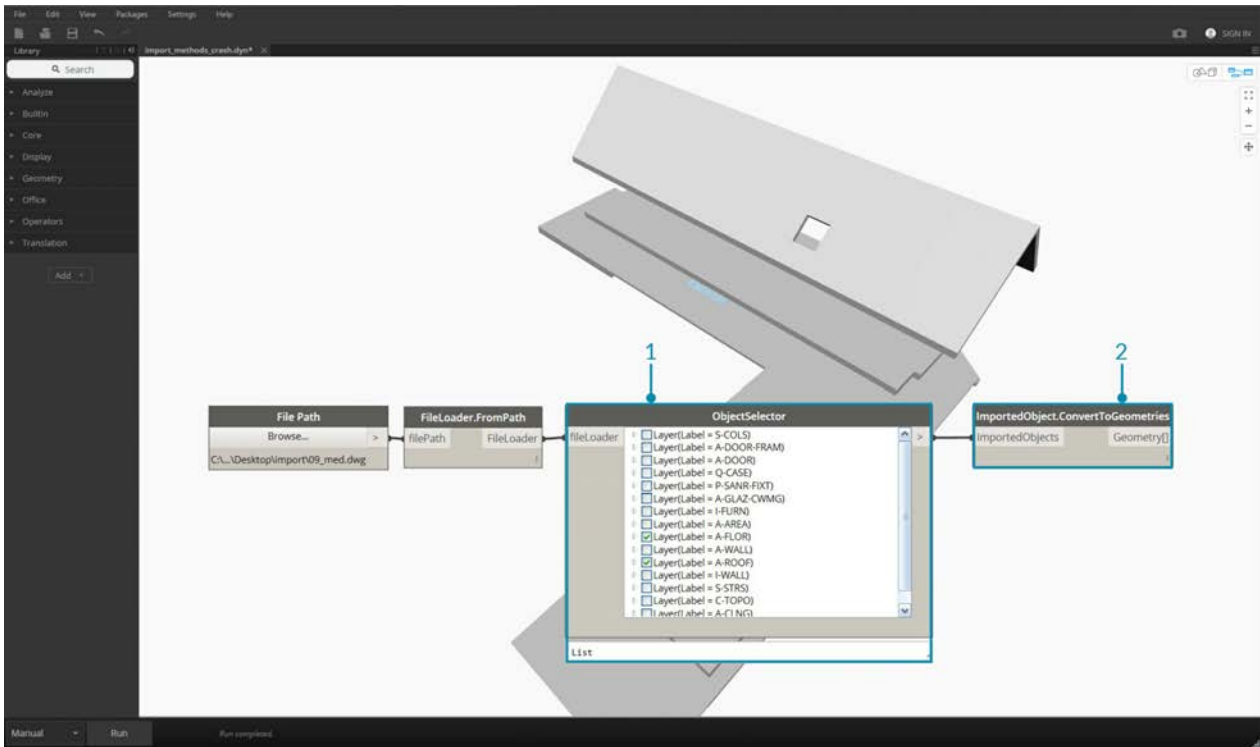 File Edit View Packages Settings Help
SIGN IN
Library
import_methods_crash.dyn*
Search
Analyze
BuiltIn
Core
Display
Geometry
Office
Operators
Translation
Add
1
2
File Path
Browse...
>
C:\...\Desktop\import\09_med.dwg
FileLoader.FromPath
filePath
FileLoader
ObjectSelector
fileLoader
>
Layer(Label = S-COLS)
Layer(Label = A-DOOR-FRAM)
Layer(Label = A-DOOR)
Layer(Label = Q-CASE)
Layer(Label = P-SANR-FIXT)
Layer(Label = A-GLAZ-CWMG)
Layer(Label = I-FURN)
Layer(Label = A-AREA)
Layer(Label = A-FLOR)
Layer(Label = A-WALL)
Layer(Label = A-ROOF)
Layer(Label = I-WALL)
Layer(Label = S-STRS)
Layer(Label = C-TOPO)
Layer(Label = A-CLNG)
List
ImportedObject.ConvertToGeometries
ImportedObjects
Geometry[]
Manual
Run
Run completed.